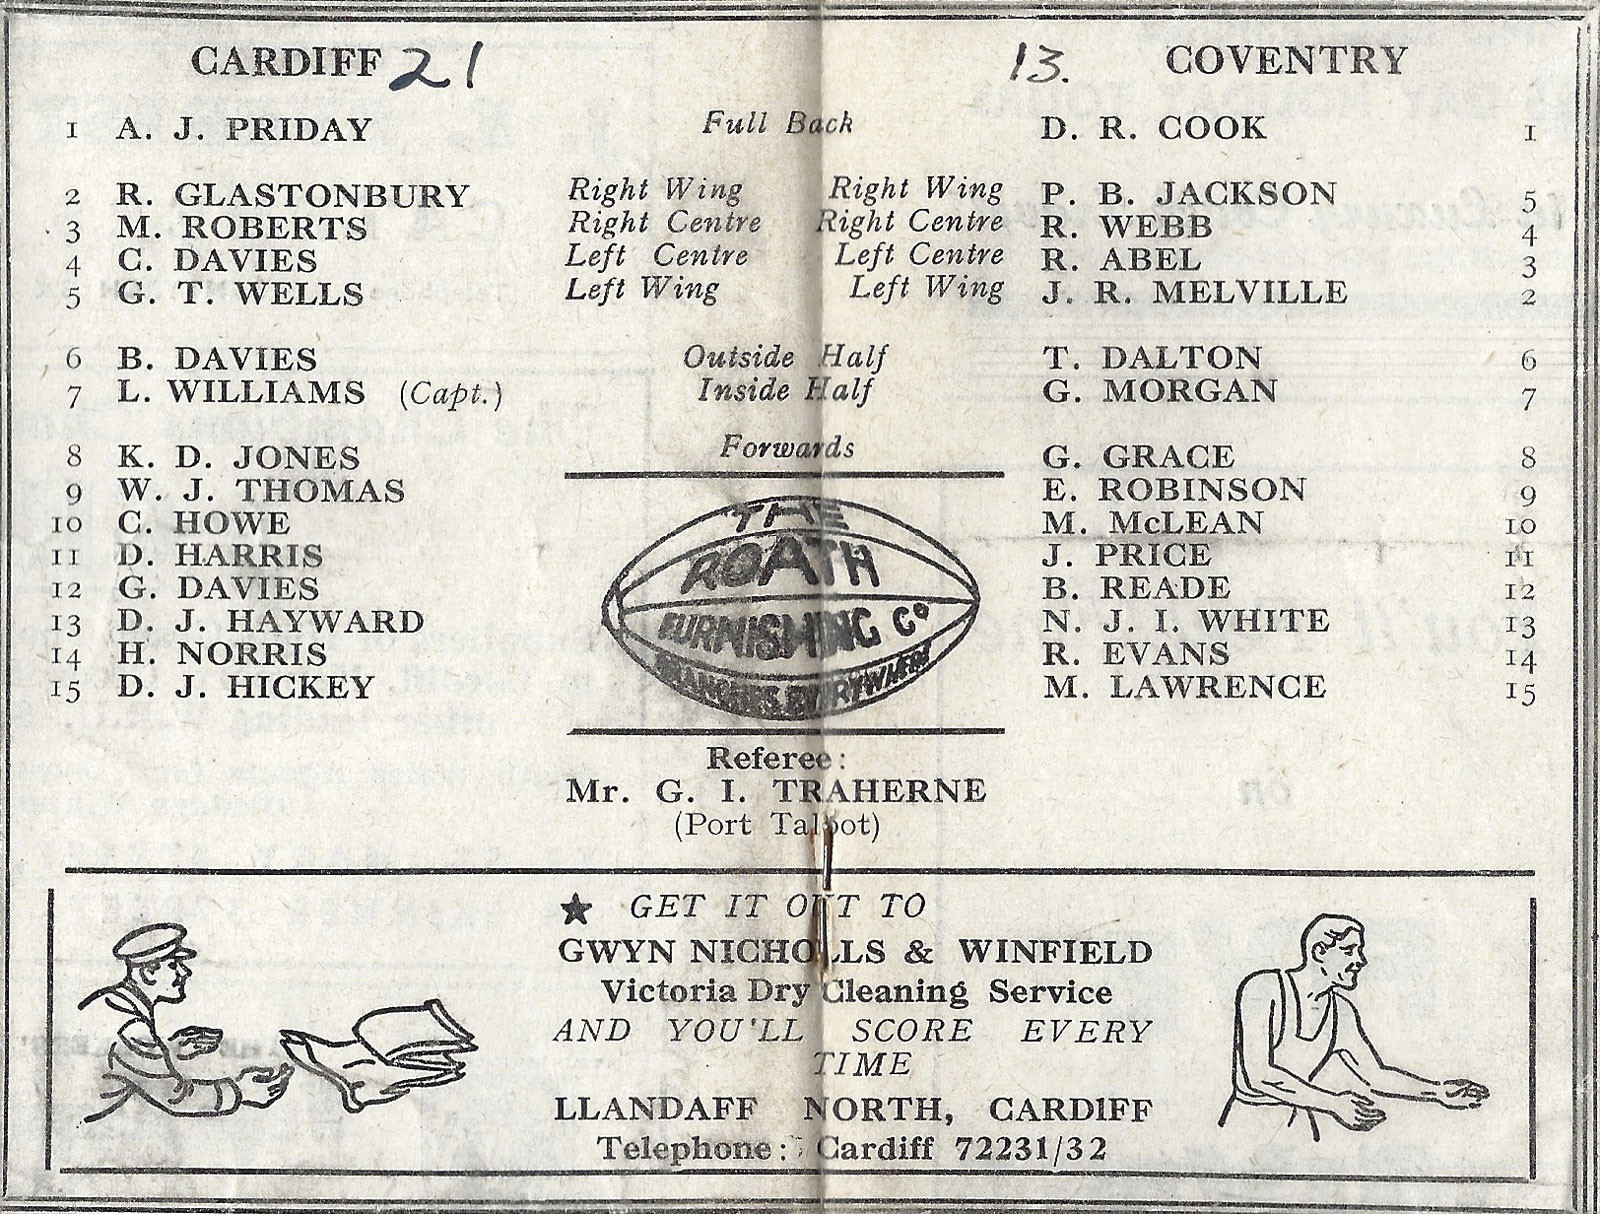 CARDIFF 21 13. COVENTRY
1 A. J. PRIDAY Full Back D. R. COOK 1
2 R. GLASTONBURY Right Wing Right Wing P. B. JACKSON 5
3 M. ROBERTS Right Centre Right Centre R. WEBB 4
4 C. DAVIES Left Centre Left Centre R. ABEL 3
5 G. T. WELLS Left Wing Left Wing J. R. MELVILLE 2
6 B. DAVIES Outside Half T. DALTON 6
7 L. WILLIAMS (Capt.) Inside Half G. MORGAN 7
Forwards
8 K. D. JONES G. GRACE 8
9 W. J. THOMAS E. ROBINSON 9
10 C. HOWE M. McLEAN 10
11 D. HARRIS J. PRICE 11
12 G. DAVIES B. READE 12
13 D. J. HAYWARD N. J. I. WHITE 13
14 H. NORRIS R. EVANS 14
15 D. J. HICKEY M. LAWRENCE 15
THE
ROATH
FURNISHING Co
BRANCHES EVERYWHERE
Referee:
Mr. G. I. TRAHERNE
(Port Talbot)
★ GET IT OUT TO
GWYN NICHOLLS & WINFIELD
Victoria Dry Cleaning Service
AND YOU'LL SCORE EVERY
TIME
LLANDAFF NORTH, CARDIFF
Telephone: Cardiff 72231/32